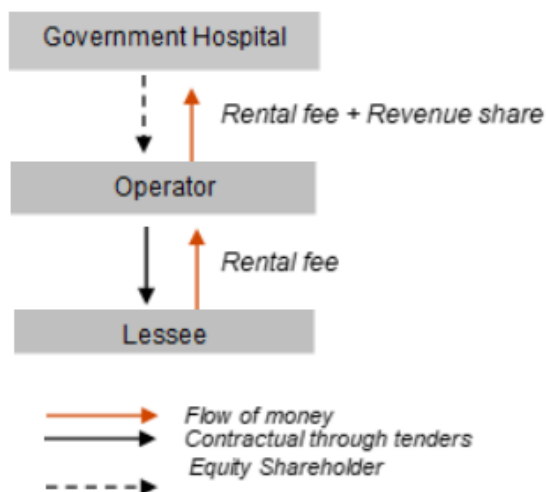 Government Hospital
Rental fee + Revenue share
Operator
Rental fee
Lessee
Flow of money
Contractual through tenders
Equity Shareholder